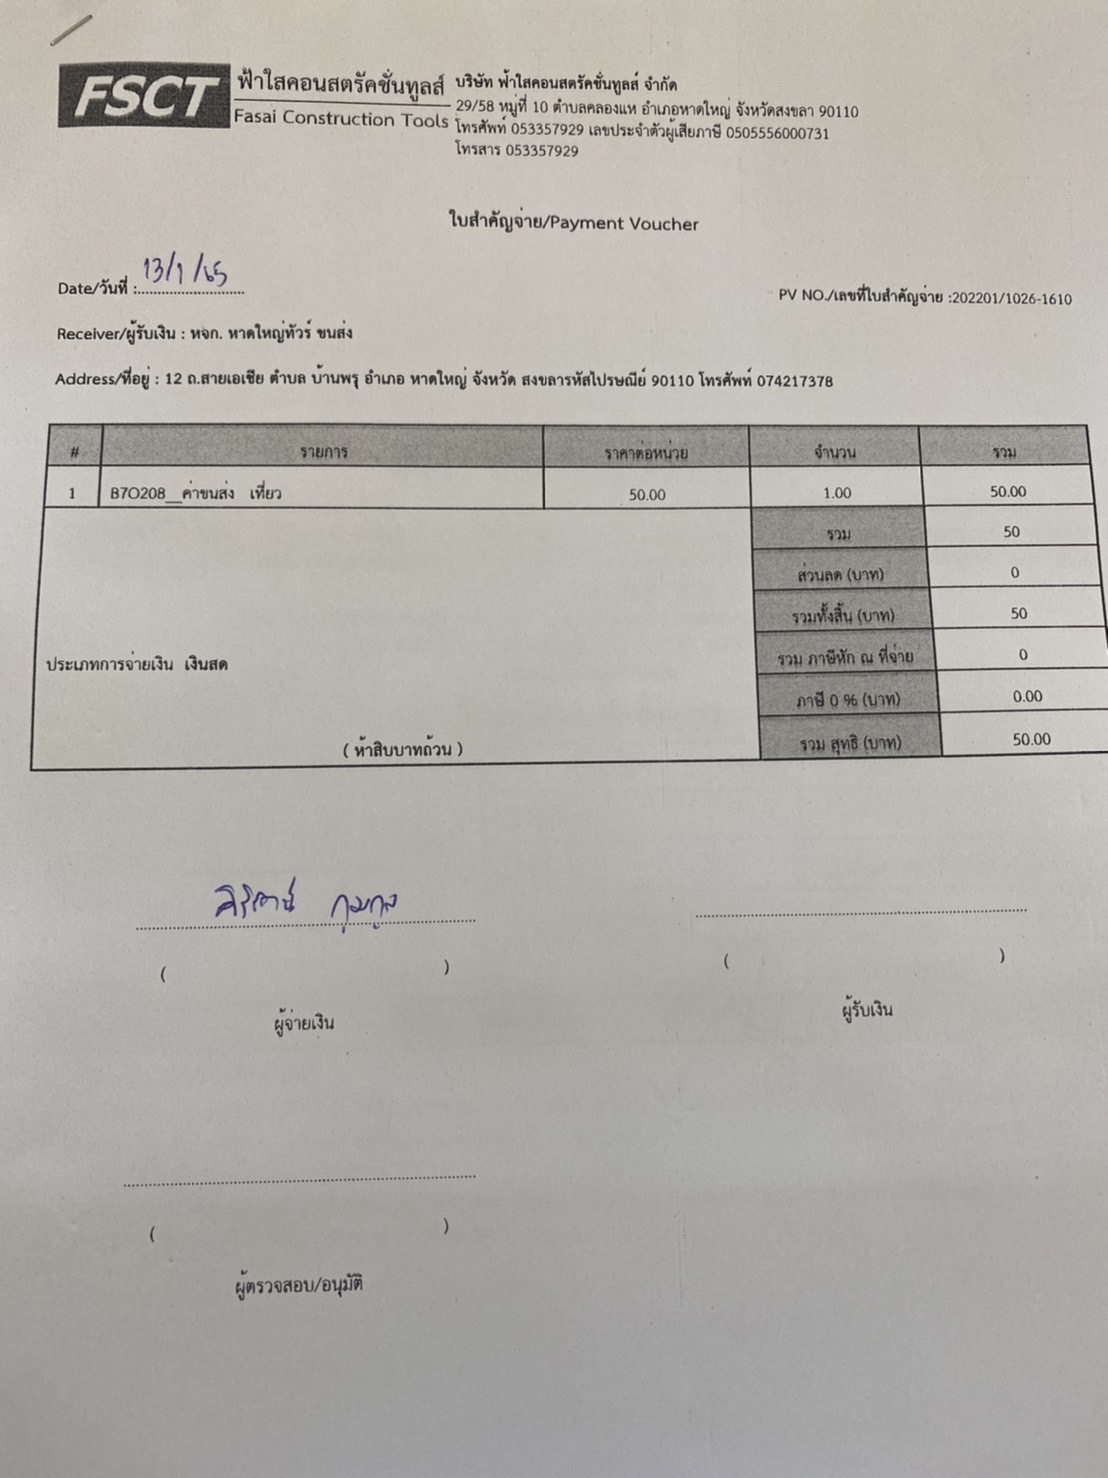 FSCT ฟ้าใสคอนสตรัคชั่นทูลส์
Fasai Construction Tools
บริษัท ฟ้าใสคอนสตรัคชั่นทูลส์ จำกัด
29/58 หมู่ที่ 10 ตำบลคลองแห อำเภอหาดใหญ่ จังหวัดสงขลา 90110
โทรศัพท์ 053357929 เลขประจำตัวผู้เสียภาษี 0505556000731
โทรสาร 053357929
ใบสำคัญจ่าย/Payment Voucher
Date/วันที่ : 13/1/65
PV NO./เลขที่ใบสำคัญจ่าย :202201/1026-1610
Receiver/ผู้รับเงิน : หจก. หาดใหญ่ทัวร์ ขนส่ง
Address/ที่อยู่ : 12 ถ.สายเอเชีย ตำบล บ้านพรุ อำเภอ หาดใหญ่ จังหวัด สงขลารหัสไปรษณีย์ 90110 โทรศัพท์ 074217378
# รายการ ราคาต่อหน่วย จำนวน รวม
1 B7O208__ค่าขนส่ง เที่ยว 50.00 1.00 50.00
รวม 50
ส่วนลด (บาท) 0
รวมทั้งสิ้น (บาท) 50
ประเภทการจ่ายเงิน เงินสด
รวม ภาษีหัก ณ ที่จ่าย 0
ภาษี 0 % (บาท) 0.00
( ห้าสิบบาทถ้วน )
รวม สุทธิ (บาท) 50.00
( )
( )
ผู้จ่ายเงิน
ผู้รับเงิน
( )
ผู้ตรวจสอบ/อนุมัติ